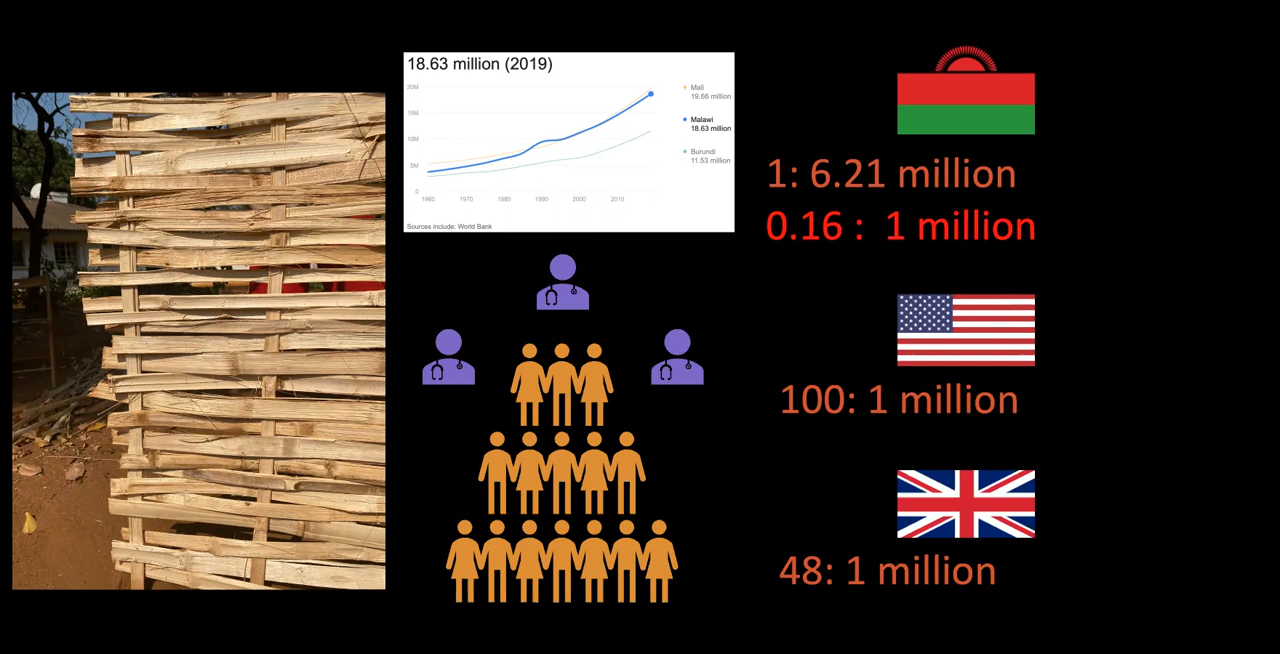 18.63 million (2019)
20M
15M
10M
5M
0
1960
1970
1980
1990
2000
2010
Mali
19.66 million
Malawi
18.63 million
Burundi
11.53 million
Sources include: World Bank
1: 6.21 million
0.16 : 1 million
100: 1 million
48: 1 million